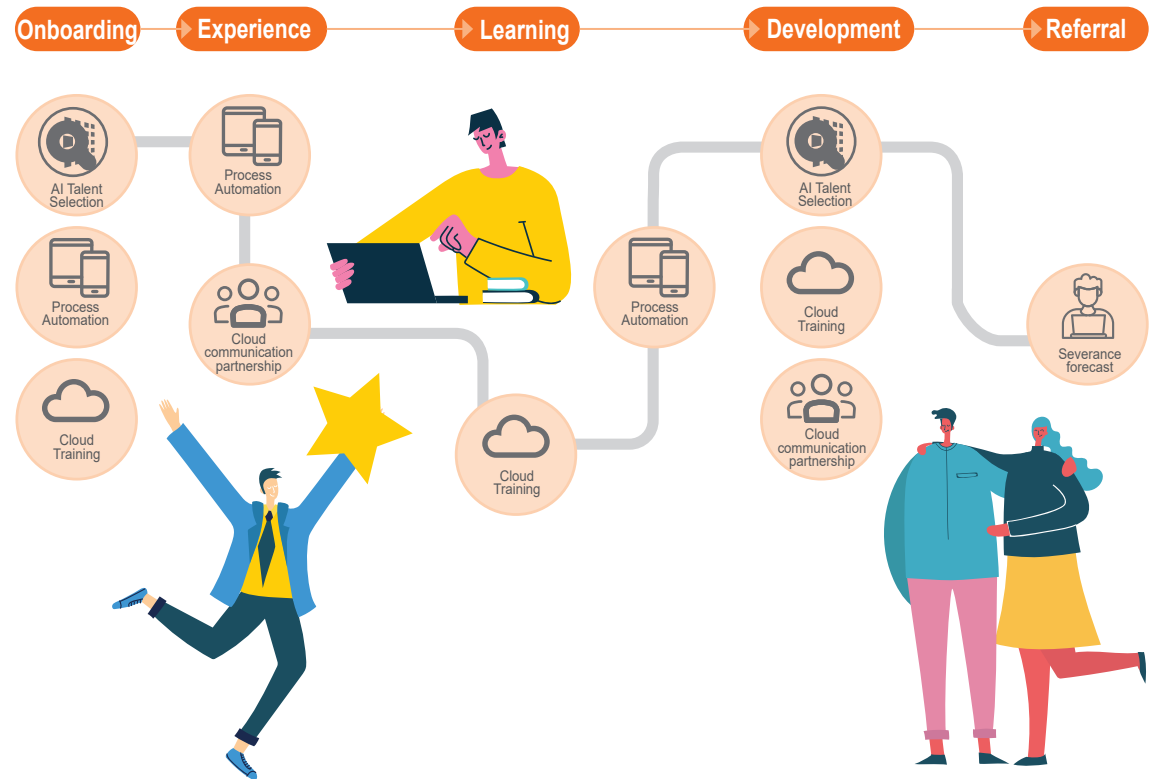 Onboarding
Experience
Learning
Development
Referral
AI Talent
Selection
Process
Automation
Cloud
Training
Process
Automation
Cloud
communication
partnership
Cloud
Training
Process
Automation
AI Talent
Selection
Cloud
Training
Cloud
communication
partnership
Severance
forecast